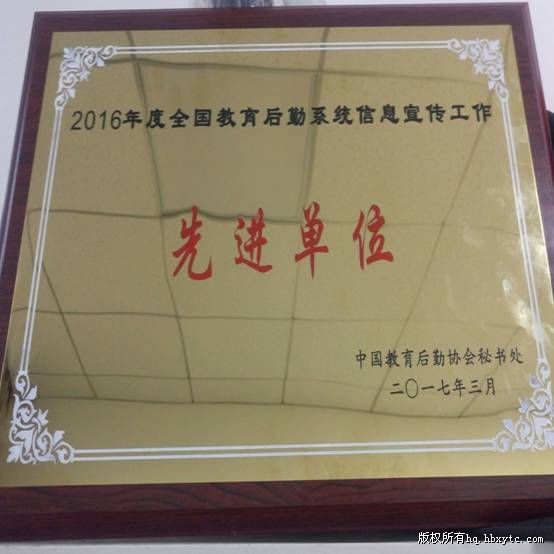 2016年度全国教育后勤系统信息宣传工作
先进单位
中国教育后勤协会秘书处
二〇一七年三月
版权所有hq.hbxytc.com